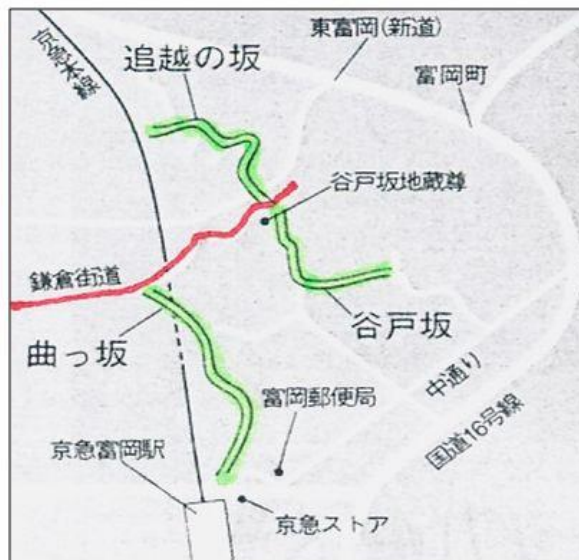 東富岡(新道)
京急本線
追越の坂
富岡町
谷戸坂地蔵尊
鎌倉街道
谷戸坂
曲っ坂
中通り
富岡郵便局
国道16号線
京急富岡駅
京急ストア